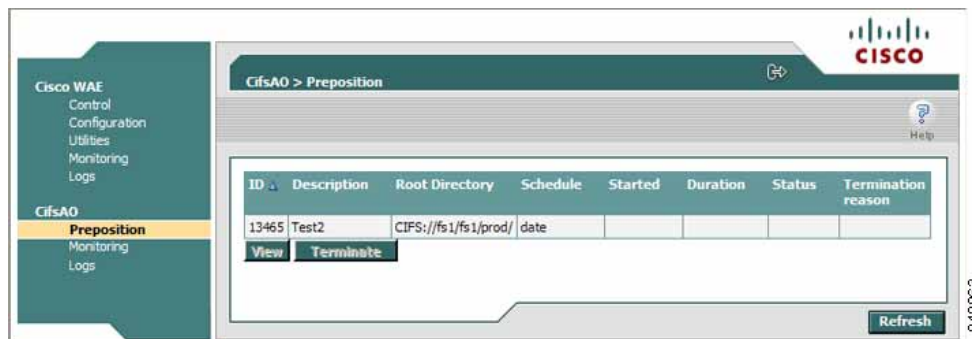 CISCO
Cisco WAE
Control
Configuration
Utilities
Monitoring
Logs
CifsAO
Preposition
Monitoring
Logs
CifsAO > Preposition
Help
ID Description Root Directory Schedule Started Duration Status Termination reason
13465 Test2 CIFS://fs1/fs1/prod/ date
View Terminate
Refresh